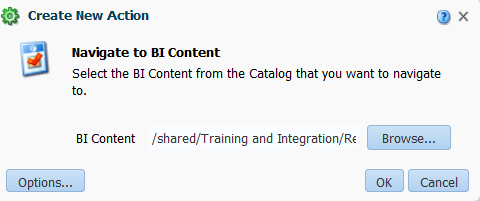 Create New Action
Navigate to BI Content
Select the BI Content from the Catalog that you want to navigate
to.
BI Content /shared/Training and Integration/Re Browse...
Options... OK Cancel